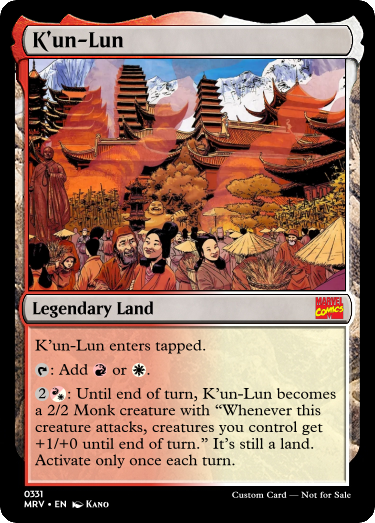 K'un-Lun
Legendary Land
MARVEL
COMICS
K'un-Lun enters tapped.
: Add or .
2 : Until end of turn, K'un-Lun becomes
a 2/2 Monk creature with “Whenever this
creature attacks, creatures you control get
+1/+0 until end of turn.” It's still a land.
Activate only once each turn.
0331
MRV • EN KANO
Custom Card — Not for Sale